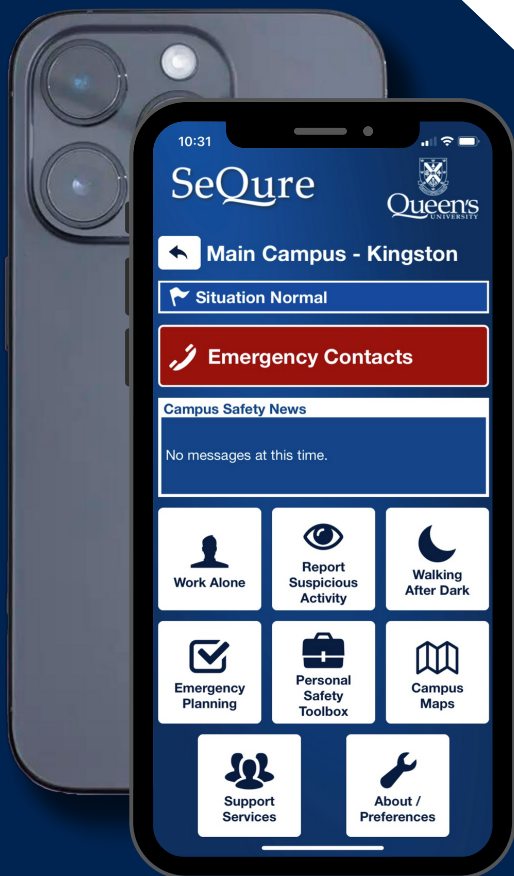 10:31
SeQure
Queen's
UNIVERSITY
Main Campus - Kingston
Situation Normal
Emergency Contacts
Campus Safety News
No messages at this time.
Work Alone
Report
Suspicious
Activity
Walking
After Dark
Emergency
Planning
Personal
Safety
Toolbox
Campus
Maps
Support
Services
About /
Preferences